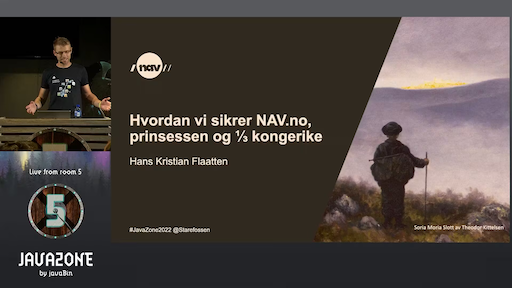 nav
Hvordan vi sikrer NAV.no,
prinsessen og ⅓ kongerike
Hans Kristian Flaatten
#JavaZone2022 @Starefossen
Soria Moria Slott av Theodor Kittelsen
Live from room 5
5
JAVAZONE
by javaBin